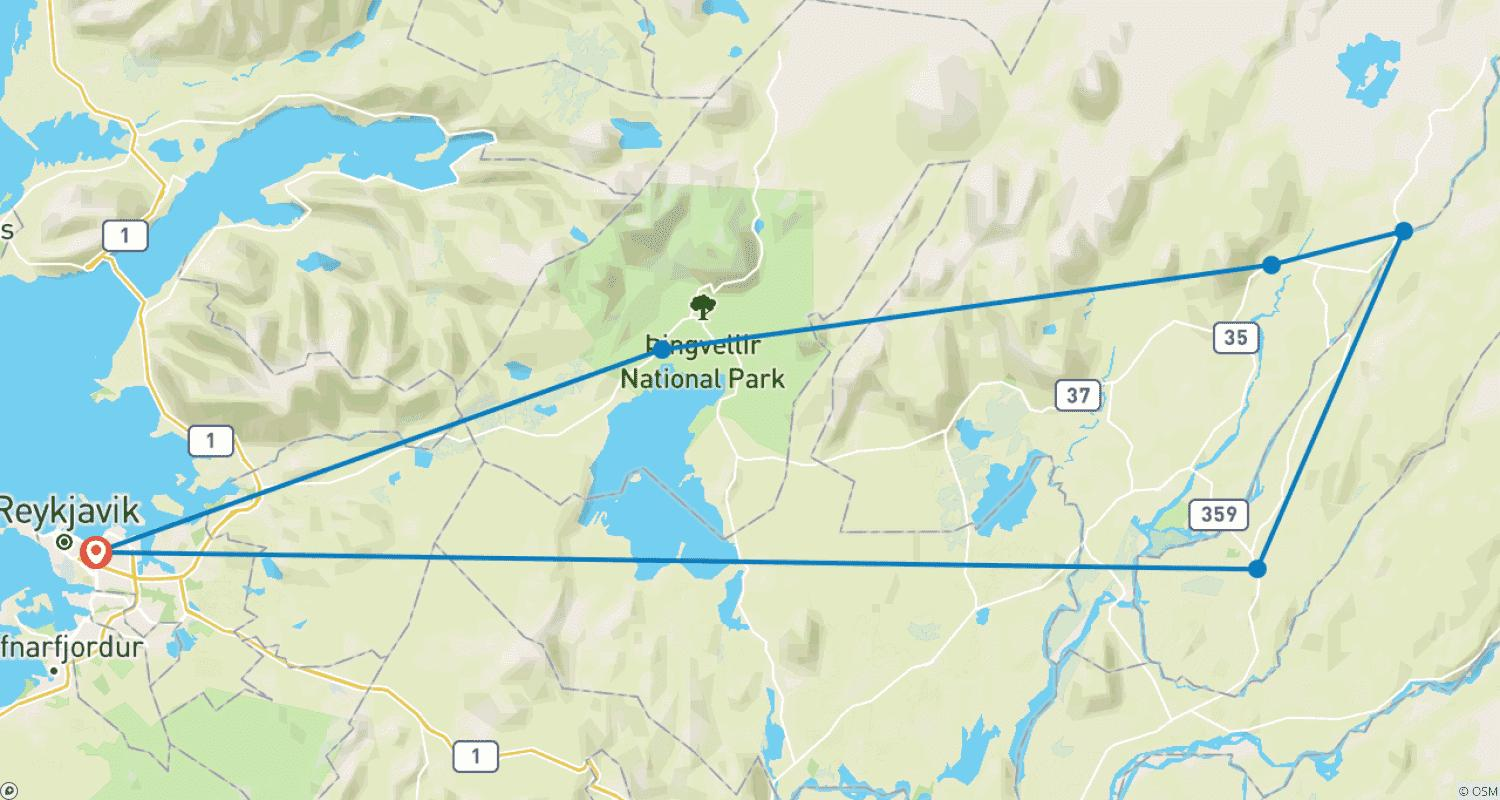 s
1
Þingvellir
National Park
35
37
1
Reykjavik
359
fnarfjordur
1
© OSM